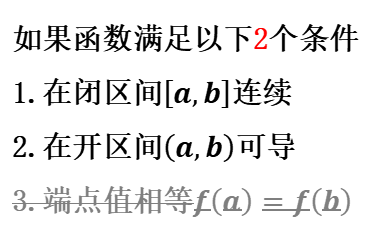 如果函数满足以下2个条件
1.在闭区间[a,b]连续
2.在开区间(a,b)可导
3.端点值相等f(a) = f(b)